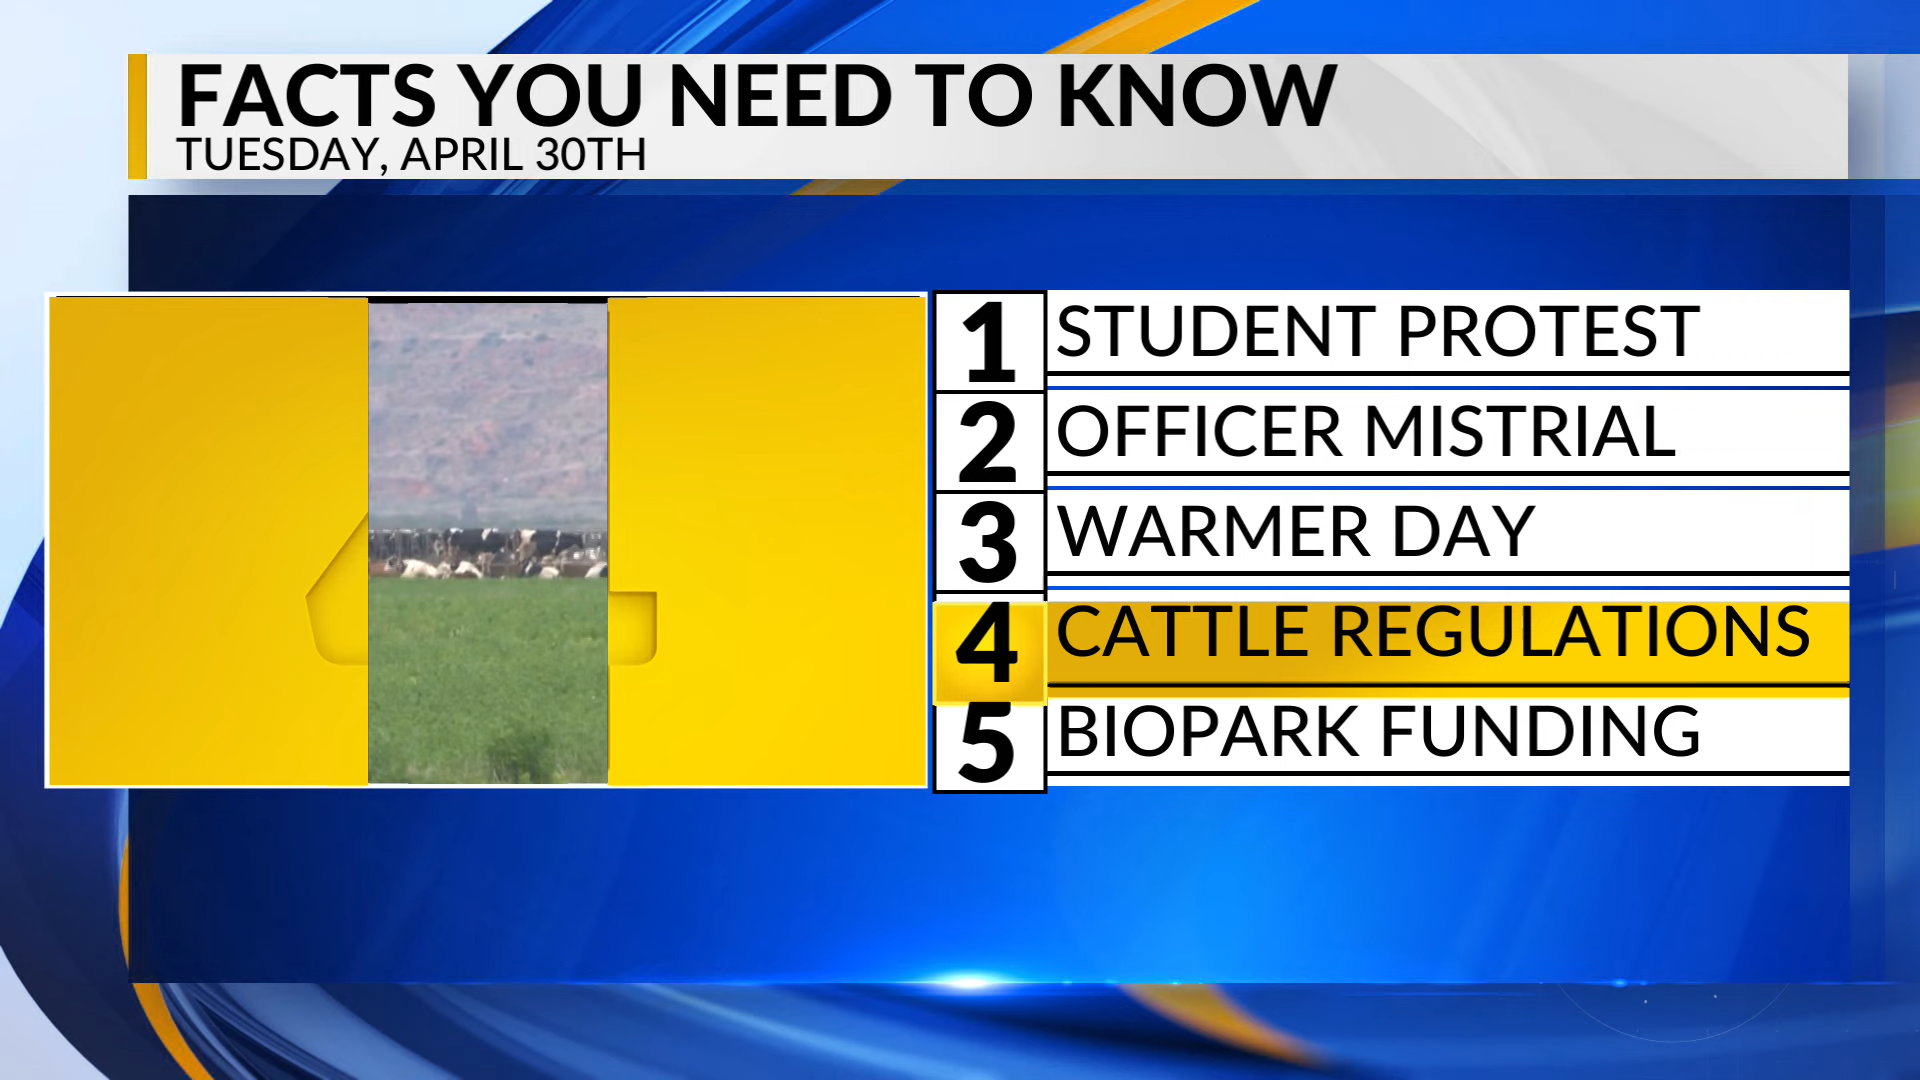 FACTS YOU NEED TO KNOW
TUESDAY, APRIL 30TH
1 STUDENT PROTEST
2 OFFICER MISTRIAL
3 WARMER DAY
4 CATTLE REGULATIONS
5 BIOPARK FUNDING